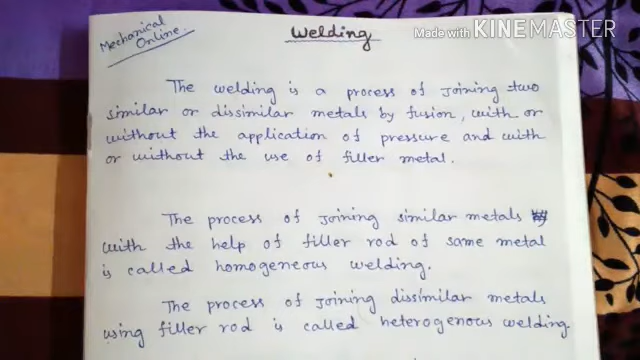 Mechanical
Online.
Welding
Made with KINEMASTER
The welding is a process of joining two
similar or dissimilar metals by fusion, with or
without the application of pressure and with
or without the use of filler metal.
The process of joining similar metals
with the help of filler rod of same metal
is called homogeneous welding.
The process of joining dissimilar metals
using filler rod is called heterogenous welding.